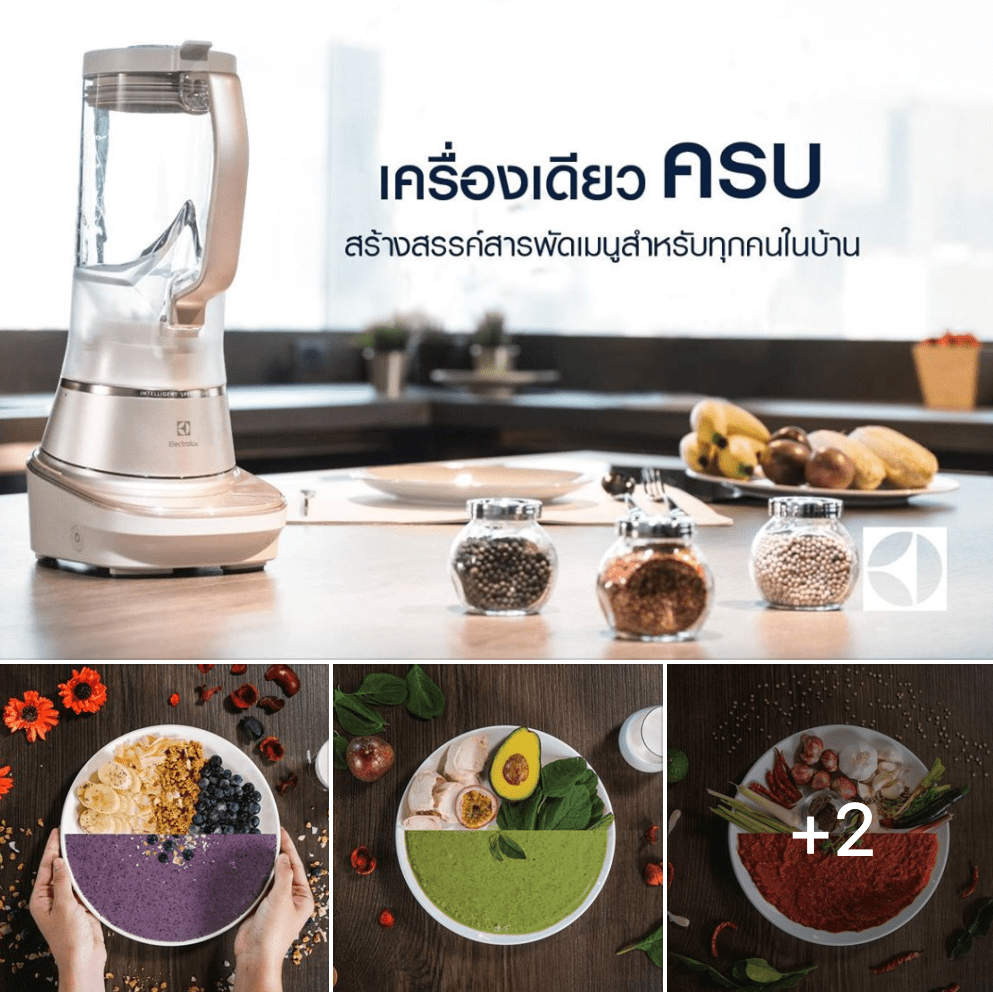 เครื่องเดียว ครบ
สร้างสรรค์สารพัดเมนูสำหรับทุกคนในบ้าน
INTELLIGENT
Electrolux
+2